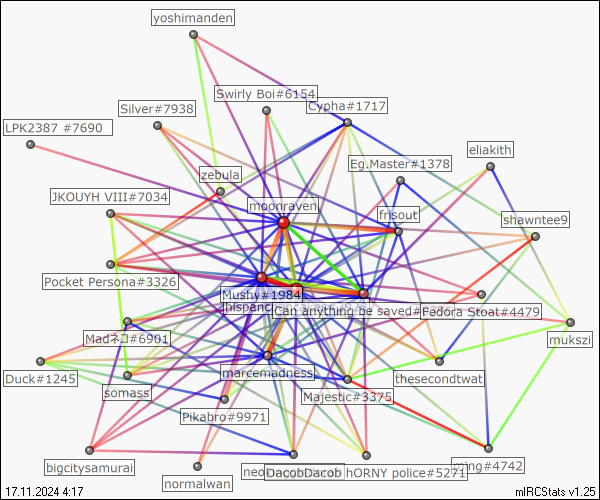 yoshimanden
Swirly Boi#6154
Cypha#1717
Silver#7938
LPK2387 #7690
Eg.Master#1378
eliakith
zebula
JKOUYH VIII#7034
moonraven
frisout
shawntee9
Pocket Persona#3326
Mushy#1984
hispanc
Can anything be saved#
Fedora Stoat#4479
Madネコ#6901
mukszi
marcemadness
Duck#1245
thesecondtwat
somass
Majestic#3375
Pikabro#9971
bigcitysamurai
DacobDacob
hORNY police#5271
ming#4742
normalwan
17.11.2024 4:17
mIRCStats v1.25